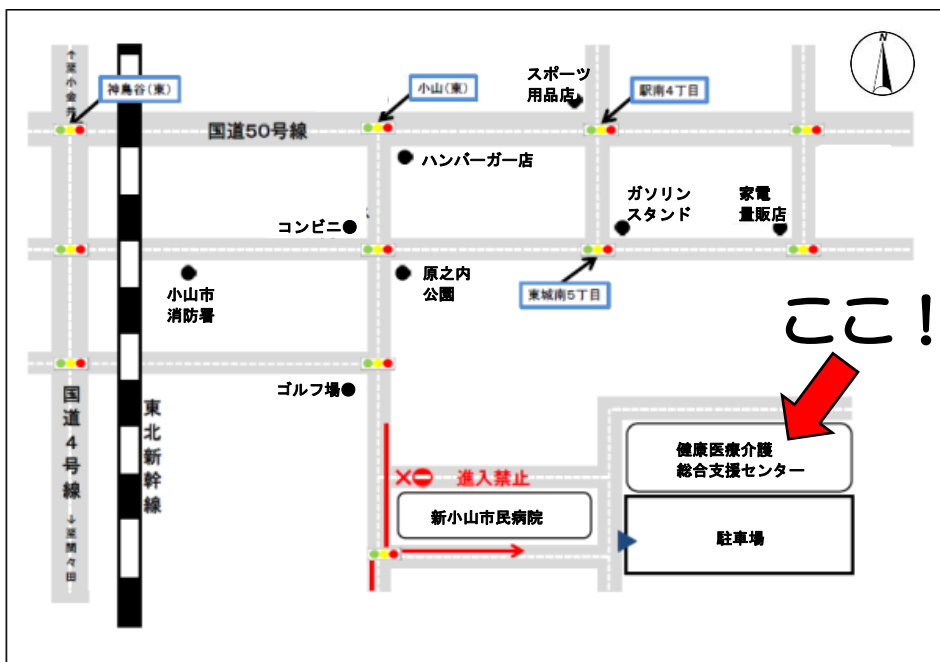 ↑至小金井
神鳥谷(東)
小山(東)
スポーツ
用品店
駅南4丁目
N
国道50号線
ハンバーガー店
コンビニ
ガソリン
スタンド
家電
量販店
小山市
消防署
原之内
公園
東城南5丁目
ここ!
ゴルフ場
国道4号線
↓至間々田
東北新幹線
進入禁止
健康医療介護
総合支援センター
新小山市民病院
駐車場